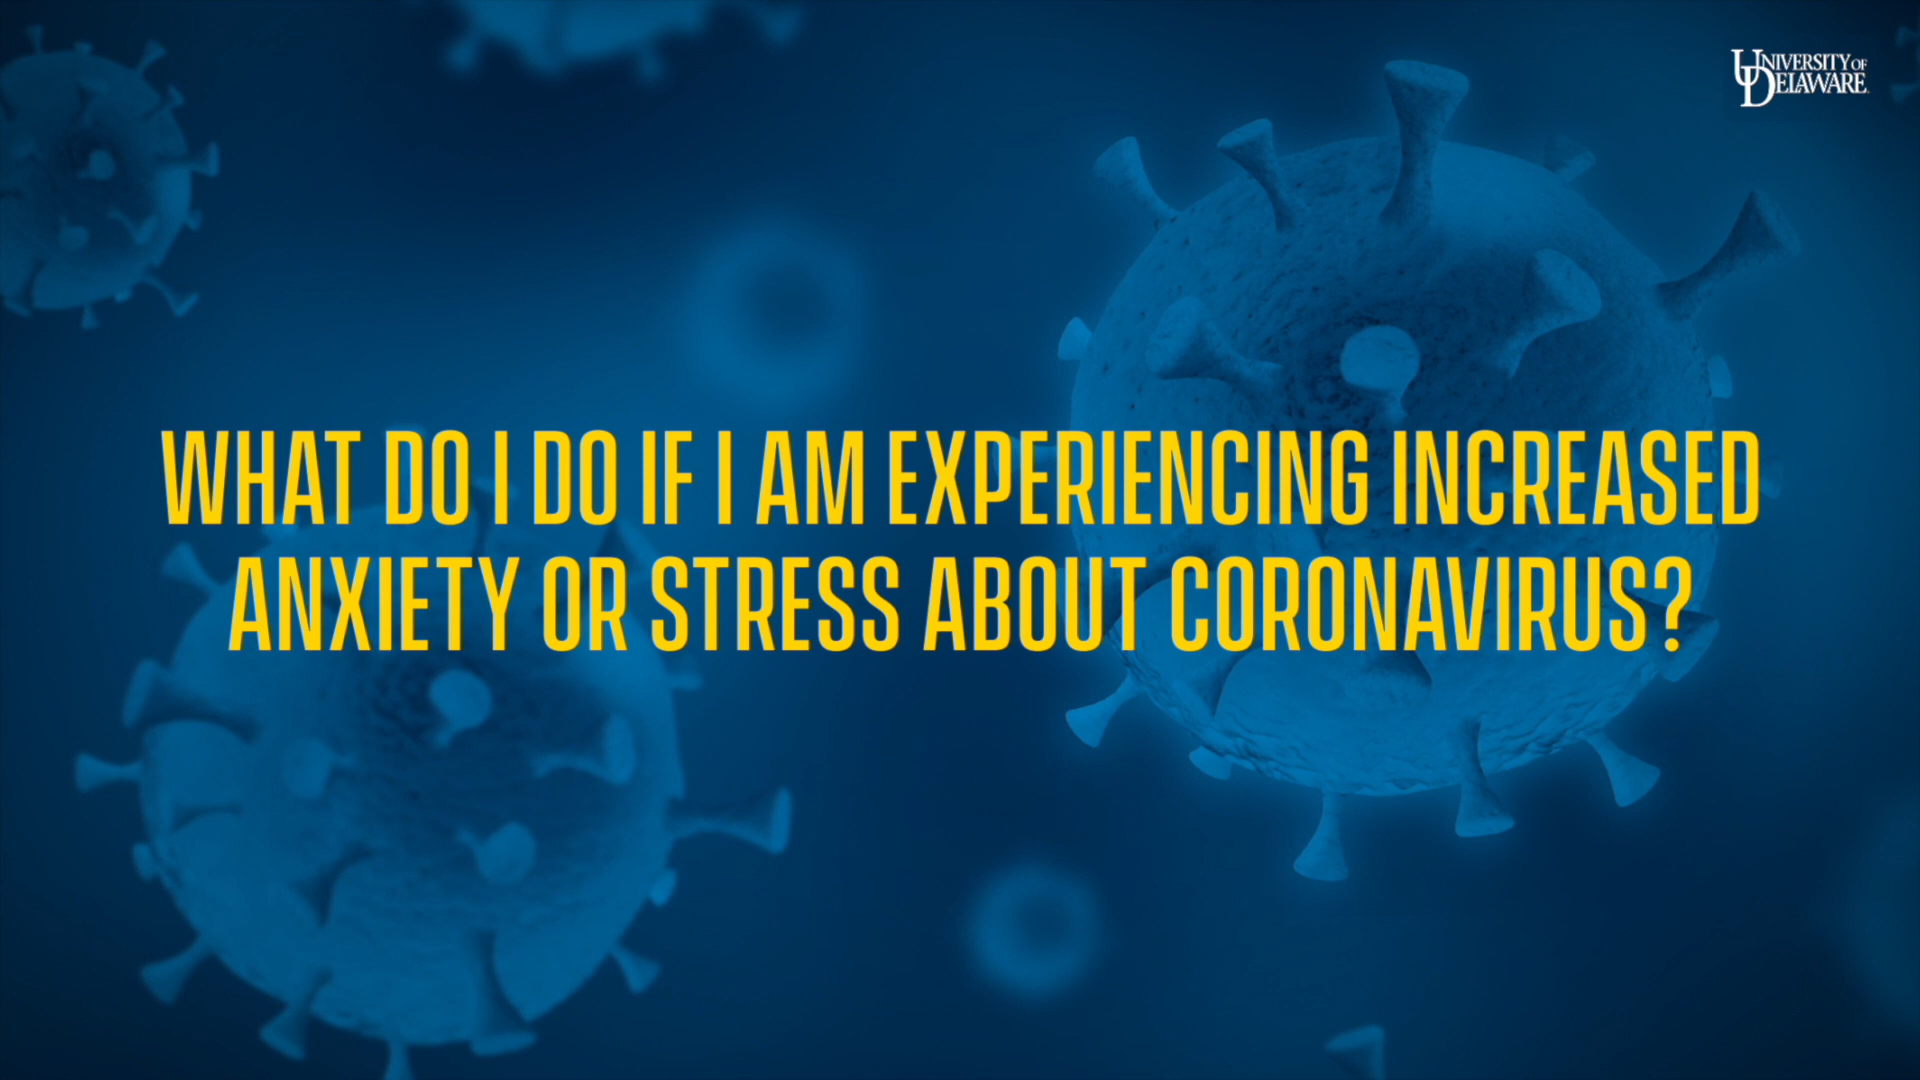 UNIVERSITY OF
DELAWARE
WHAT DO I DO IF I AM EXPERIENCING INCREASED
ANXIETY OR STRESS ABOUT CORONAVIRUS?